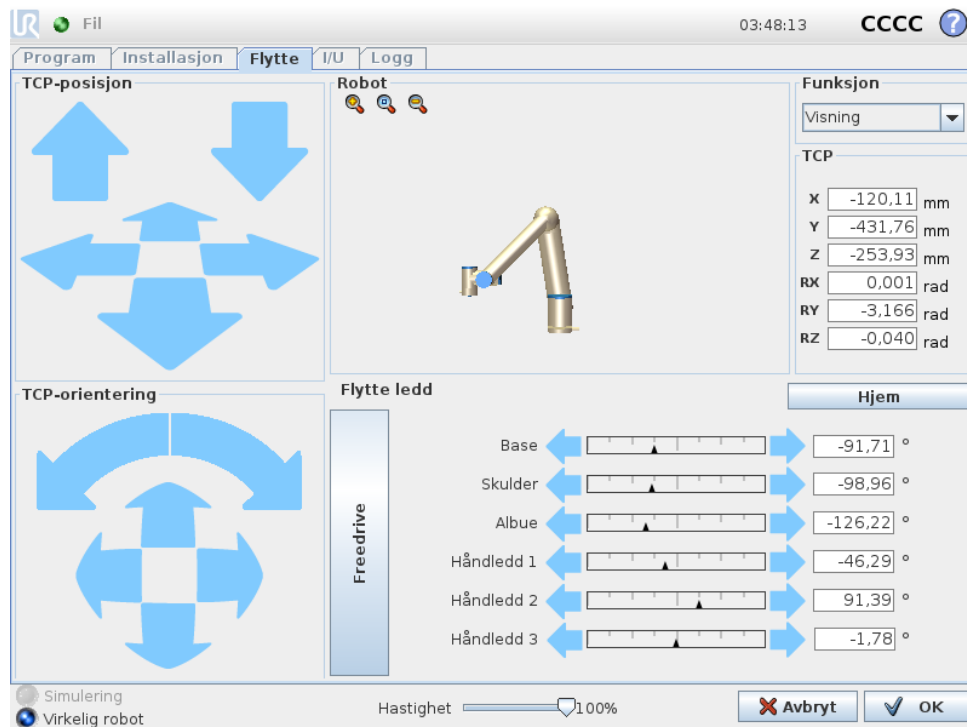 UR Fil 03:48:13 CCCC ?
Program Installasjon Flytte I/U Logg
TCP-posisjon
Robot
Funksjon
Visning
TCP
X -120,11 mm
Y -431,76 mm
Z -253,93 mm
RX 0,001 rad
RY -3,166 rad
RZ -0,040 rad
TCP-orientering
Flytte ledd
Hjem
Freedrive
Base -91,71 °
Skulder -98,96 °
Albue -126,22 °
Håndledd 1 -46,29 °
Håndledd 2 91,39 °
Håndledd 3 -1,78 °
Simulering
Virkelig robot
Hastighet 100%
Avbryt
OK